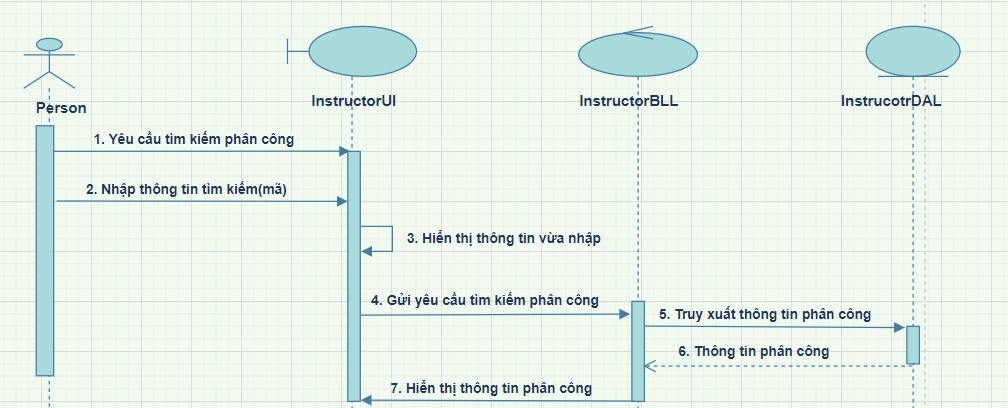 Person
InstructorUI
InstructorBLL
InstrucotrDAL
1. Yêu cầu tìm kiếm phân công
2. Nhập thông tin tìm kiếm(mã)
3. Hiển thị thông tin vừa nhập
4. Gửi yêu cầu tìm kiếm phân công
5. Truy xuất thông tin phân công
6. Thông tin phân công
7. Hiển thị thông tin phân công